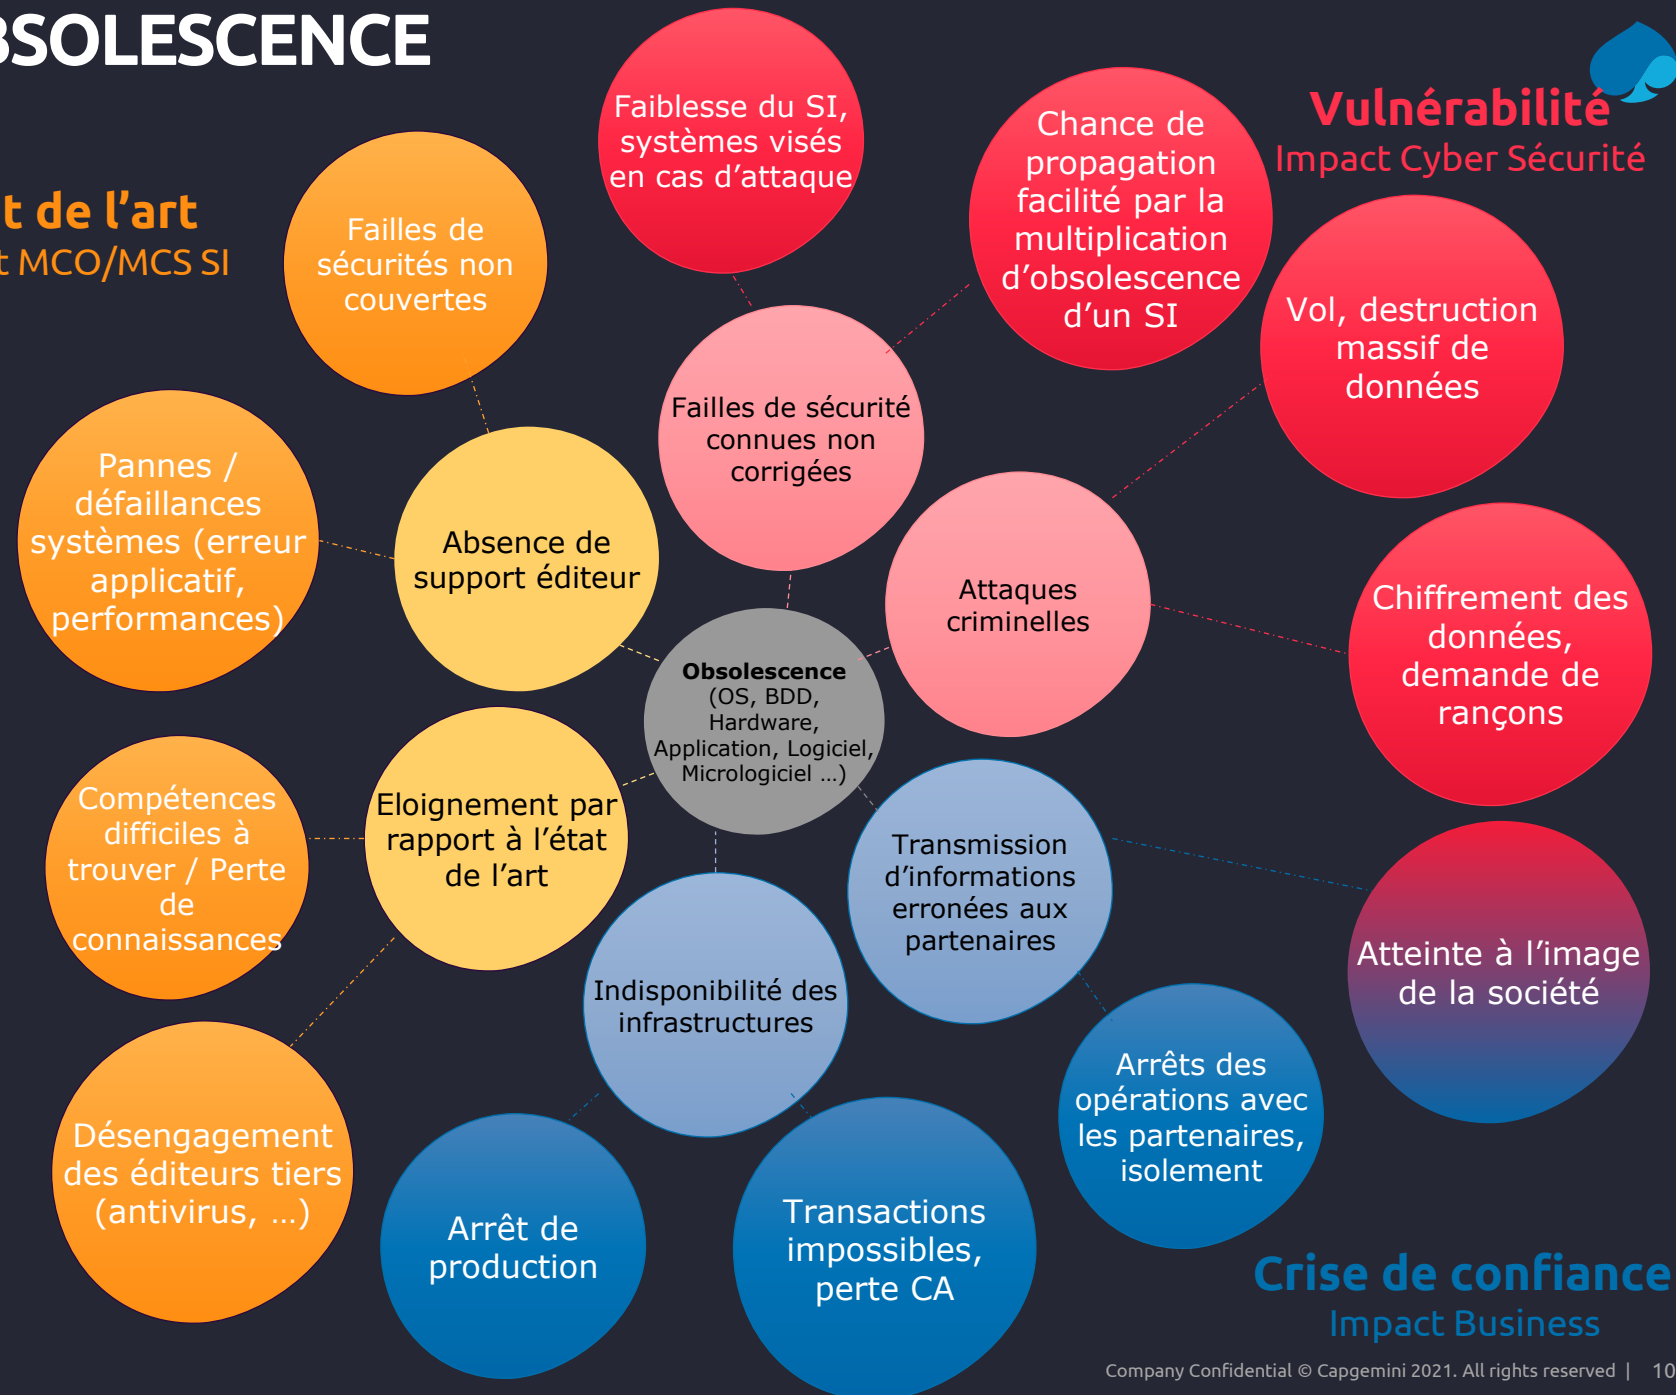 BSOLESCENCE
Vulnérabilité
Impact Cyber Sécurité
t de l'art
t MCO/MCS SI
Faiblesse du SI,
systèmes visés
en cas d'attaque
Chance de
propagation
facilité par la
multiplication
d'obsolescence
d'un SI
Failles de
sécurités non
couvertes
Vol, destruction
massif de
données
Failles de sécurité
connues non
corrigées
Pannes /
défaillances
systèmes (erreur
applicatif,
performances)
Absence de
support éditeur
Attaques
criminelles
Chiffrement des
données,
demande de
rançons
Obsolescence
(OS, BDD,
Hardware,
Application, Logiciel,
Micrologiciel ...)
Compétences
difficiles à
trouver / Perte
de
connaissances
Eloignement par
rapport à l'état
de l'art
Transmission
d'informations
erronées aux
partenaires
Atteinte à l'image
de la société
Indisponibilité des
infrastructures
Arrêts des
opérations avec
les partenaires,
isolement
Désengagement
des éditeurs tiers
(antivirus, ...)
Arrêt de
production
Transactions
impossibles,
perte CA
Crise de confiance
Impact Business
Company Confidential © Capgemini 2021. All rights reserved | 10